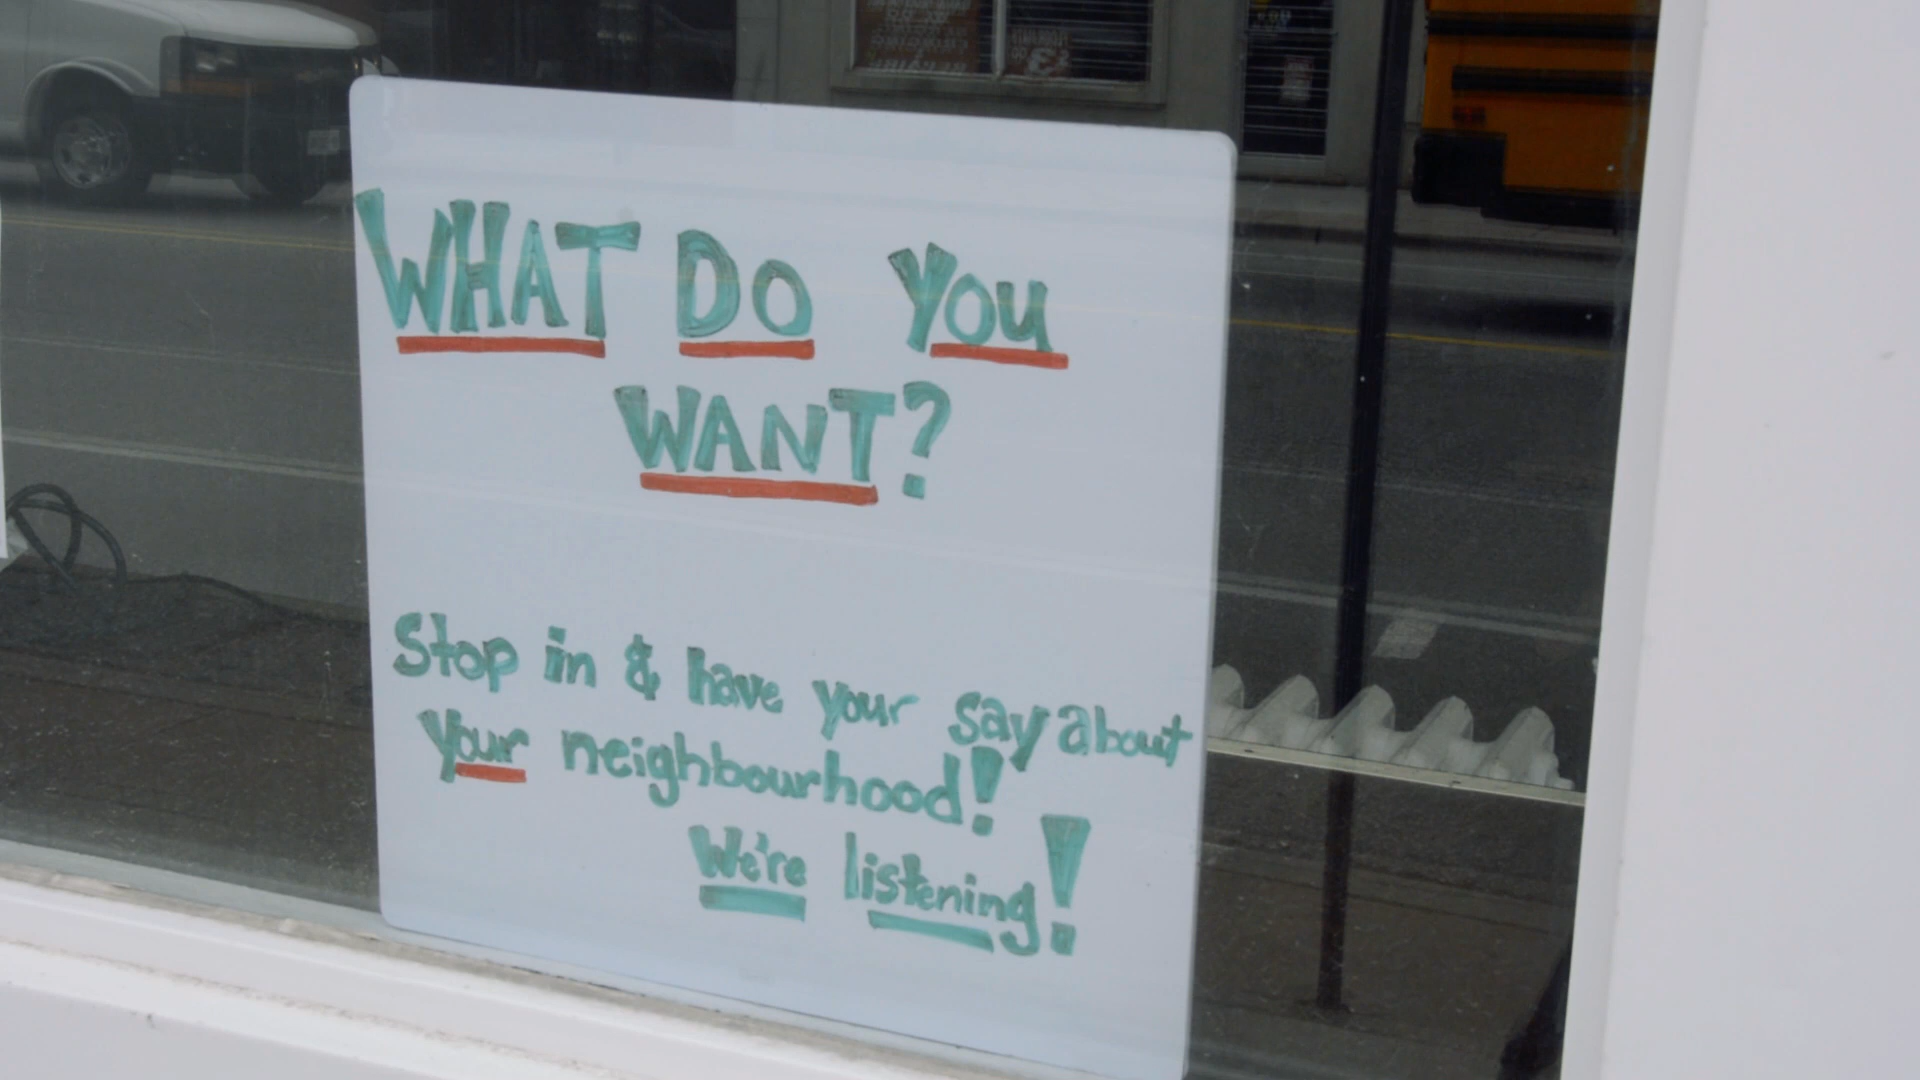 WHAT DO YOU
WANT?
Stop in & have your say about
your neighbourhood!
We're listening!